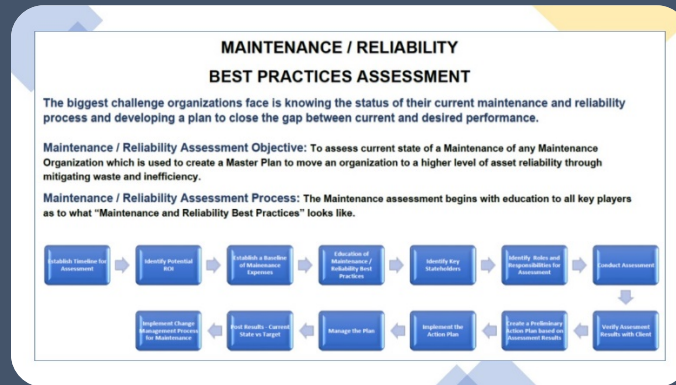 MAINTENANCE / RELIABILITY
BEST PRACTICES ASSESSMENT
The biggest challenge organizations face is knowing the status of their current maintenance and reliability
process and developing a plan to close the gap between current and desired performance.
Maintenance / Reliability Assessment Objective: To assess current state of a Maintenance of any Maintenance
Organization which is used to create a Master Plan to move an organization to a higher level of asset reliability through
mitigating waste and inefficiency.
Maintenance / Reliability Assessment Process: The Maintenance assessment begins with education to all key players
as to what “Maintenance and Reliability Best Practices” looks like.
Establish Timeline for
Assessment
Identify Potential
ROI
Establish a Baseline
of Maintenance
Expenses
Education of
Maintenance /
Reliability Best
Practices
Identify Key
Stakeholders
Identify Roles and
Responsibilities for
Assessment
Conduct Assessment
Verify Assessment
Results with Client
Create a Preliminary
Action Plan based on
Assessment Results
Implement the
Action Plan
Manage the Plan
Post Results - Current
State vs Target
Implement Change
Management Process
for Maintenance